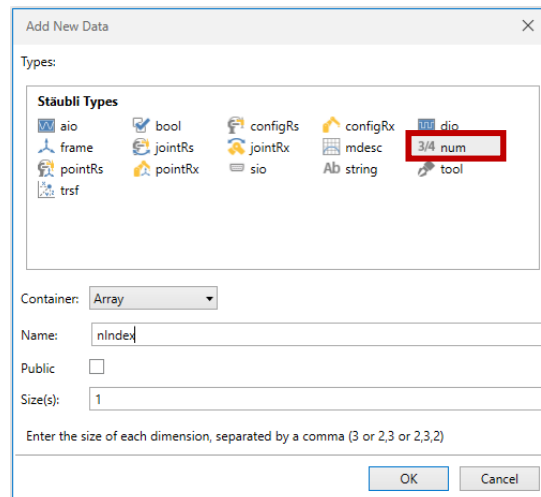 Add New Data
Types:
Stäubli Types
aio bool configRs configRx dio
frame jointRs jointRx mdesc 3/4 num
pointRs pointRx sio Ab string tool
trsf
Container: Array
Name: nIndex
Public
Size(s): 1
Enter the size of each dimension, separated by a comma (3 or 2,3 or 2,3,2)
OK Cancel